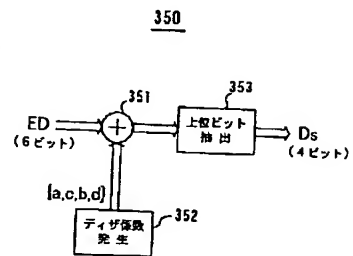 350
351
353
ED
(6ビット)
+
上位ビット
抽出
Ds
(4ビット)
{a,c,b,d}
352
ディザ係数
発生